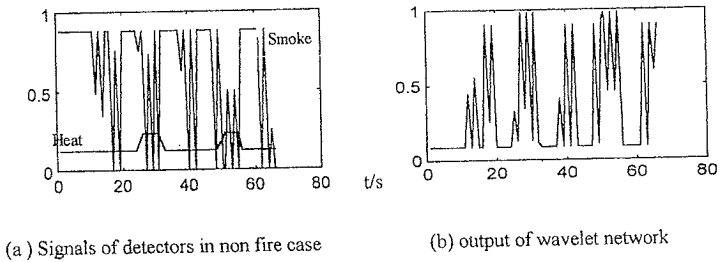 1
Smoke
0.5
Heat
0
0 20 40 60 80
t/s
(a ) Signals of detectors in non fire case
1
0.5
0
0 20 40 60 80
(b) output of wavelet network